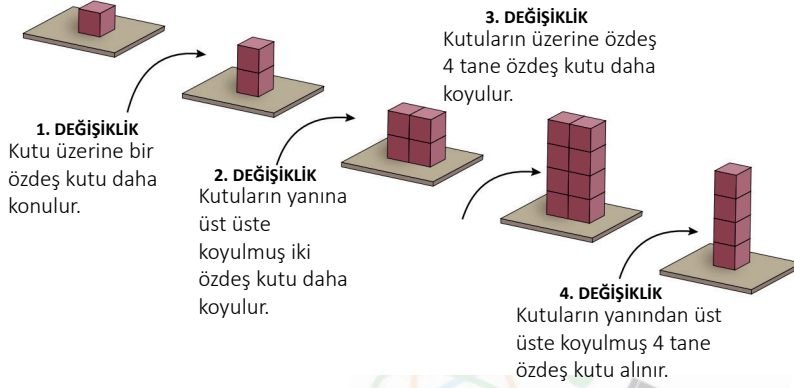 1. DEĞİŞİKLİK
Kutu üzerine bir
özdeş kutu daha
konulur.
2. DEĞİŞİKLİK
Kutuların yanına
üst üste
koyulmuş iki
özdeş kutu daha
koyulur.
3. DEĞİŞİKLİK
Kutuların üzerine özdeş
4 tane özdeş kutu daha
koyulur.
4. DEĞİŞİKLİK
Kutuların yanından üst
üste koyulmuş 4 tane
özdeş kutu alınır.